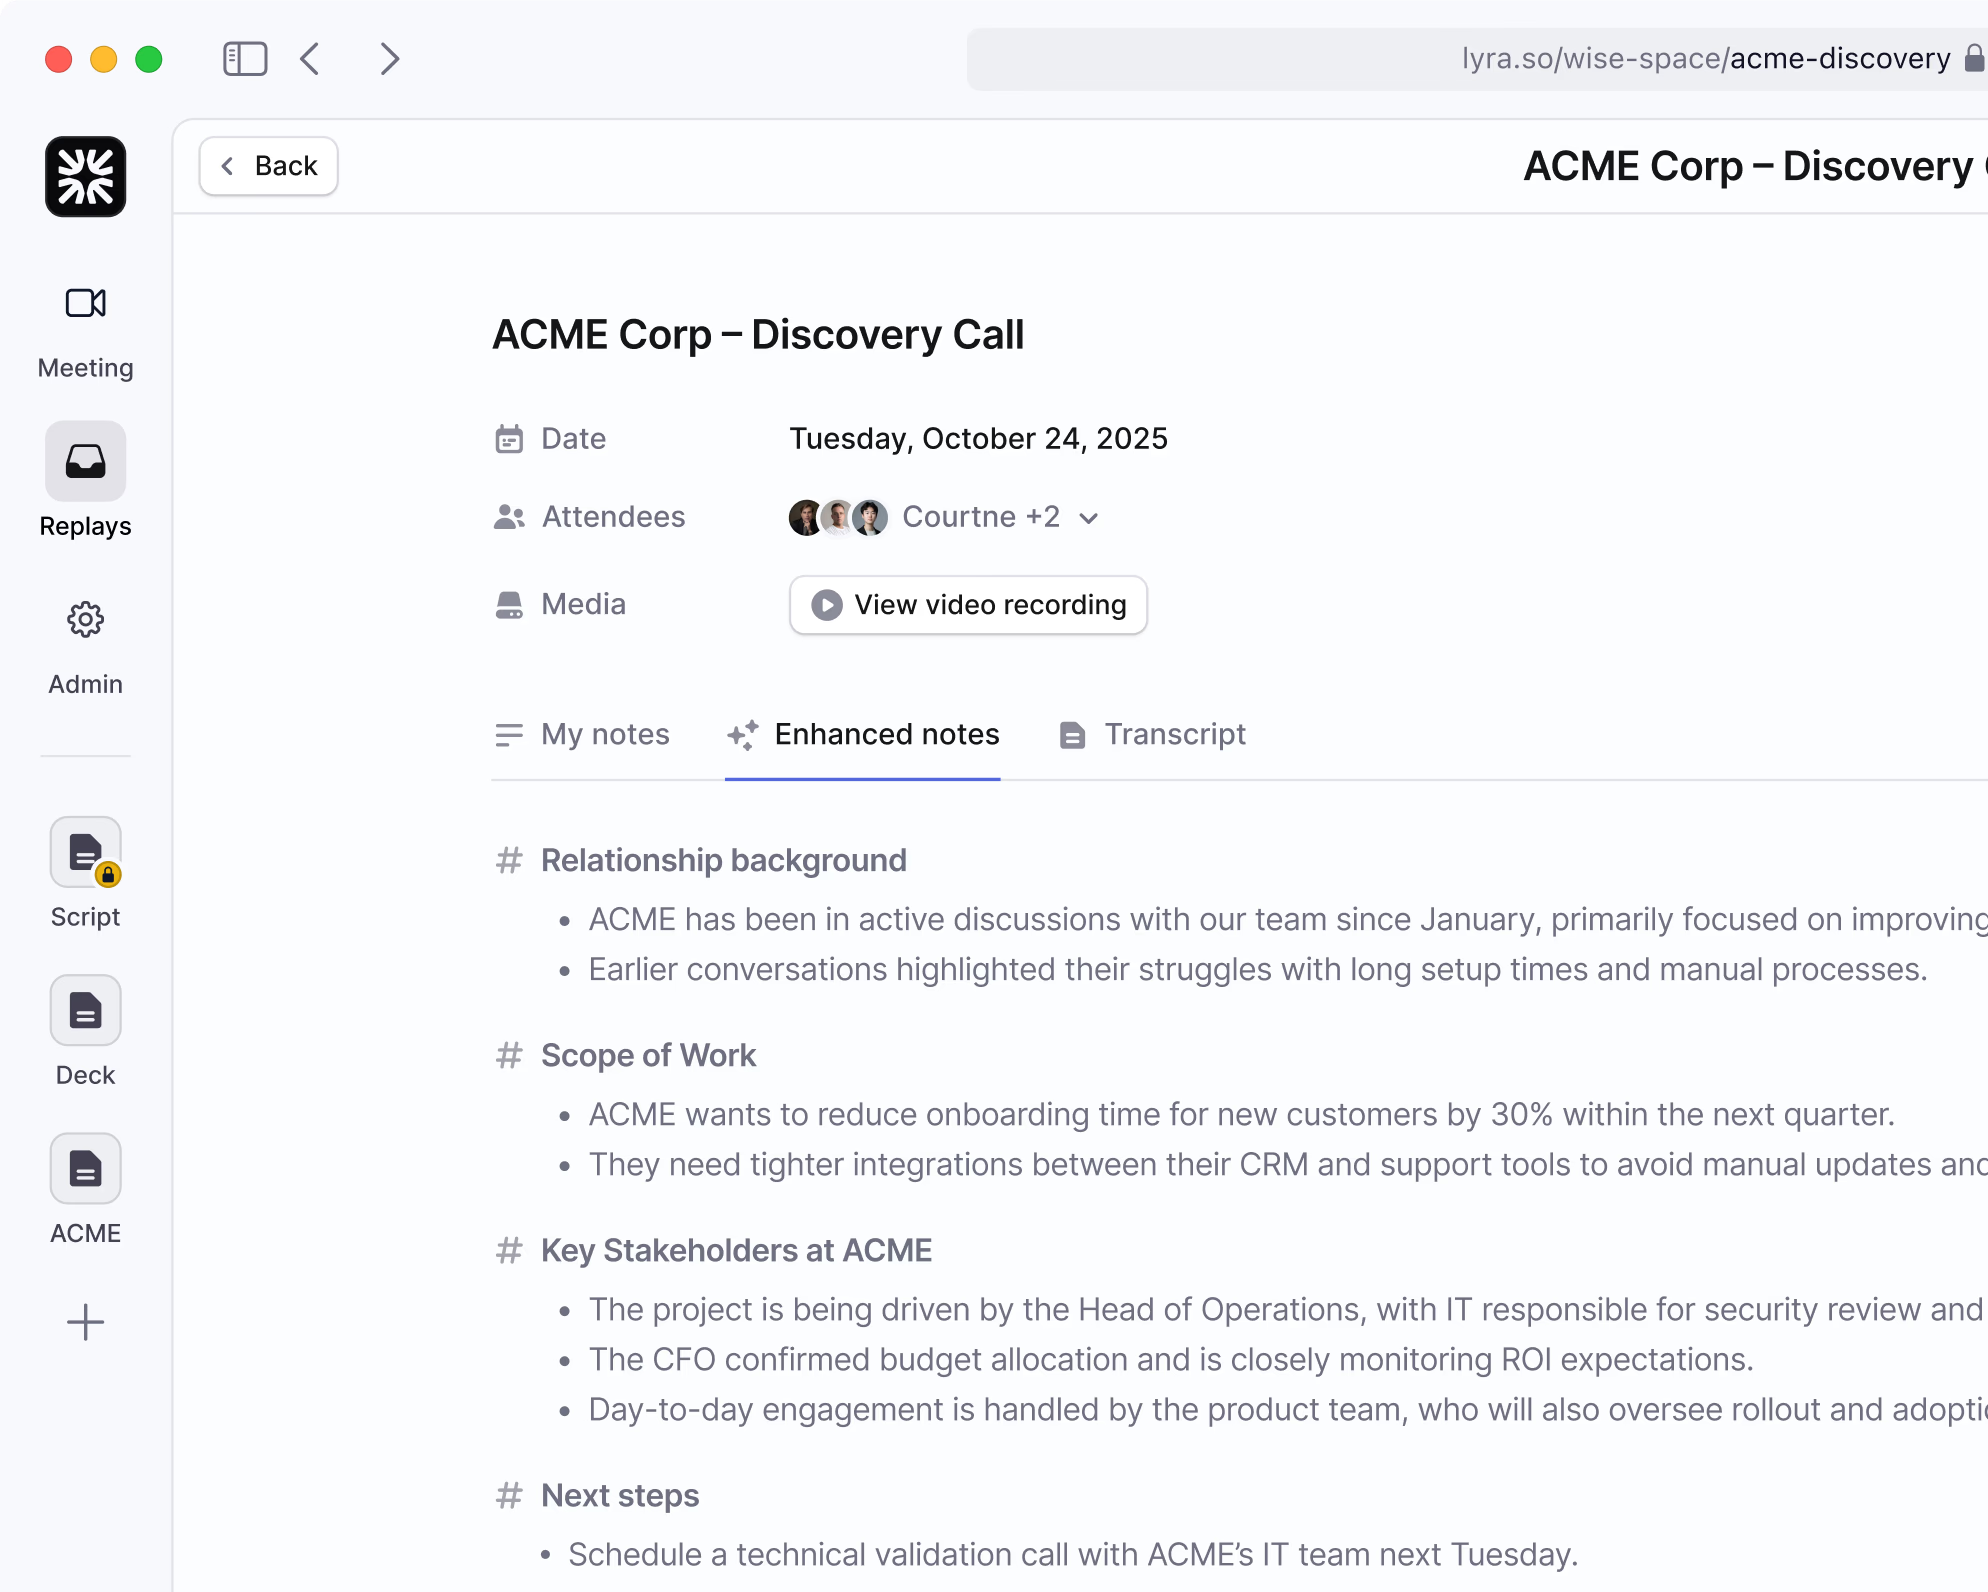 lyra.so/wise-space/acme-discovery
Back
ACME Corp – Discovery
Meeting
Replays
Admin
Script
Deck
ACME
ACME Corp – Discovery Call
Date
Tuesday, October 24, 2025
Attendees
Courtne +2
Media
View video recording
My notes
Enhanced notes
Transcript
# Relationship background
• ACME has been in active discussions with our team since January, primarily focused on improving
• Earlier conversations highlighted their struggles with long setup times and manual processes.
# Scope of Work
• ACME wants to reduce onboarding time for new customers by 30% within the next quarter.
• They need tighter integrations between their CRM and support tools to avoid manual updates and
# Key Stakeholders at ACME
• The project is being driven by the Head of Operations, with IT responsible for security review and
• The CFO confirmed budget allocation and is closely monitoring ROI expectations.
• Day-to-day engagement is handled by the product team, who will also oversee rollout and
# Next steps
• Schedule a technical validation call with ACME’s IT team next Tuesday.